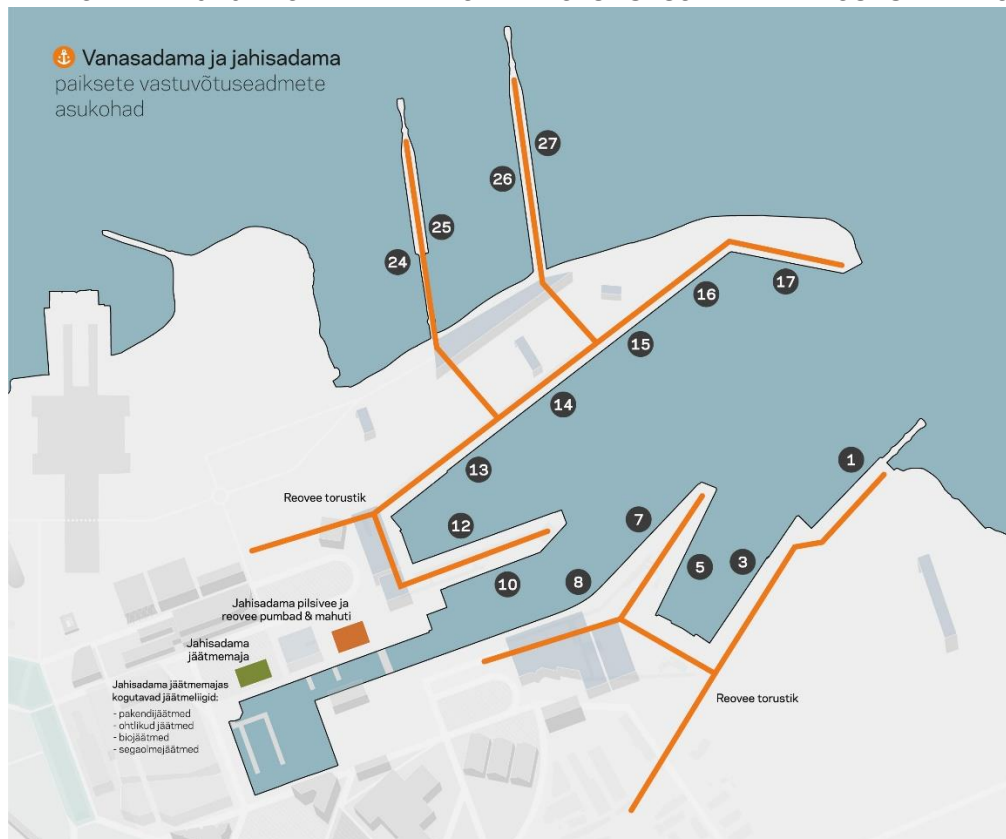 Vanasadama ja jahisadama
paiksete vastuvõtuseadmete
asukohad
27
26
25
24
17
16
15
14
1
13
Reovee torustik
12
7
5
3
10
8
Jahisadama pilsivee ja
reovee pumbad & mahuti
Jahisadama
jäätmemaja
Jahisadama jäätmemajas
kogutavad jäätmeliigid:
- pakendijäätmed
- ohtlikud jäätmed
- biojäätmed
- segaolmejäätmed
Reovee torustik